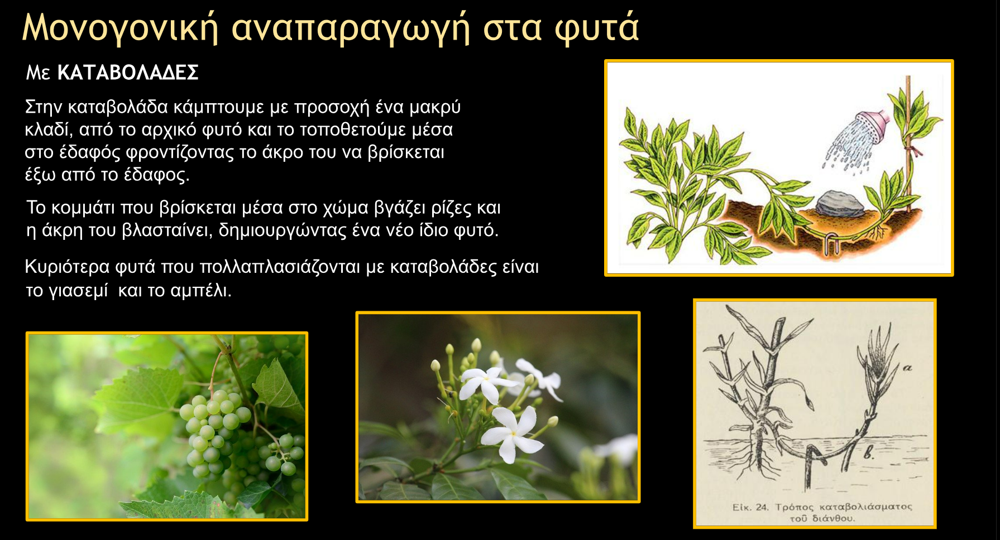 Μονογονική αναπαραγωγή στα φυτά
Με ΚΑΤΑΒΟΛΑΔΕΣ
Στην καταβολάδα κάμπτουμε με προσοχή ένα μακρύ
κλαδί, από το αρχικό φυτό και το τοποθετούμε μέσα
στο έδαφός φροντίζοντας το άκρο του να βρίσκεται
έξω από το έδαφος.
Το κομμάτι που βρίσκεται μέσα στο χώμα βγάζει ρίζες και
η άκρη του βλασταίνει, δημιουργώντας ένα νέο ίδιο φυτό.
Κυριότερα φυτά που πολλαπλασιάζονται με καταβολάδες είναι
το γιασεμί  και το αμπέλι.
a
b.
Εἰκ. 24. Τρόπος καταβολιάσματος
τοῦ διάνθου.